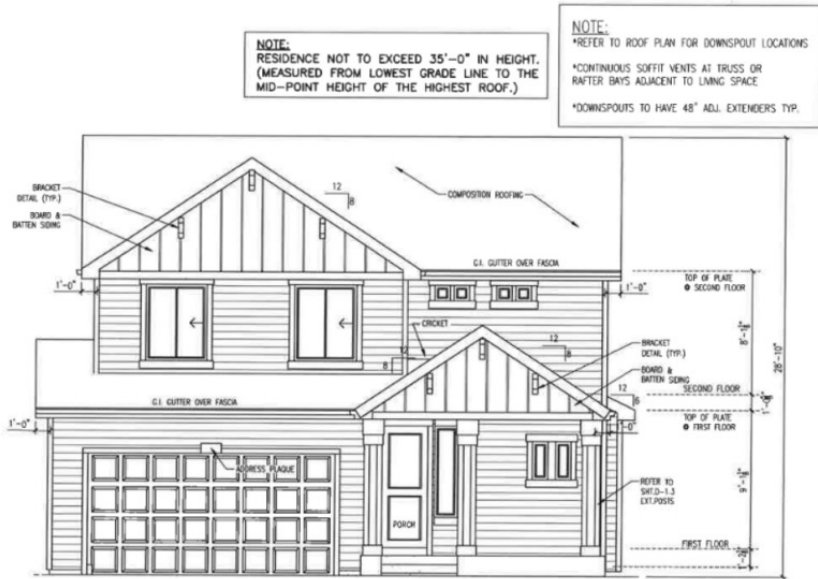 NOTE:
RESIDENCE NOT TO EXCEED 35'-0" IN HEIGHT.
(MEASURED FROM LOWEST GRADE LINE TO THE
MID-POINT HEIGHT OF THE HIGHEST ROOF.)
NOTE:
*REFER TO ROOF PLAN FOR DOWNSPOUT LOCATIONS
*CONTINUOUS SOFFIT VENTS AT TRUSS OR
RAFTER BAYS ADJACENT TO LIVING SPACE
*DOWNSPOUTS TO HAVE 48" ADJ. EXTENDERS TYP.
BRACKET
DETAIL (TYP.)
BOARD &
BATTEN SIDING
12
8
COMPOSITION ROOFING
G.I. GUTTER OVER FASCIA
1'-0"
1'-0"
TOP OF PLATE
@ SECOND FLOOR
28'-10"
CRICKET
12
8
12
8
BRACKET
DETAIL (TYP.)
BOARD &
BATTEN SIDING
SECOND FLOOR
12
6
G.I. GUTTER OVER FASCIA
1'-0"
TOP OF PLATE
@ FIRST FLOOR
ADDRESS PLAQUE
PORCH
REFER TO
SHT.D-1.3
EXT.POSTS
FIRST FLOOR